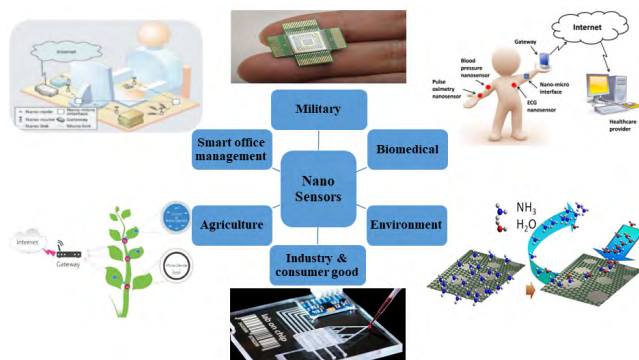 Internet
Military
Smart office
management
Biomedical
Nano
Sensors
Agriculture
Environment
Industry &
consumer good
Internet
Gateway
Blood
pressure
nanosensor
Pulse
oximetry
nanosensor
Nano-micro
interface
ECG
nanosensor
Healthcare
provider
Internet
Gateway
NH3
H2O
lab on chip